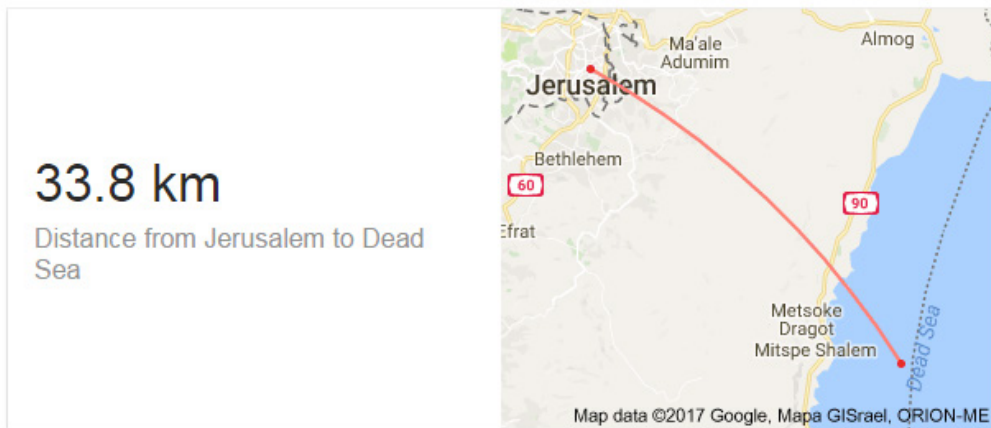 33.8 km
Distance from Jerusalem to Dead
Sea
Ma'ale
Adumim
Almog
Jerusalem
Bethlehem
60
90
Efrat
Metsoke
Dragot
Mitspe Shalem
Dead Sea
Map data ©2017 Google, Mapa GISrael, ORION-ME